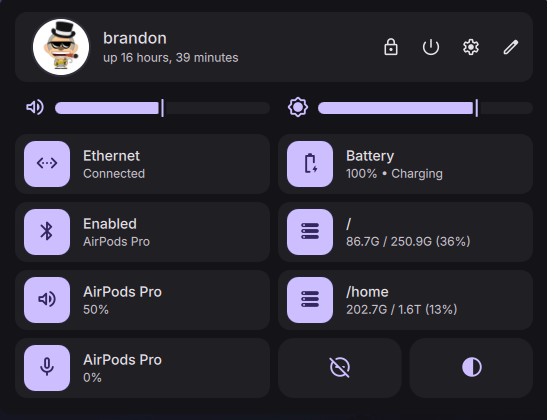 brandon
up 16 hours, 39 minutes
Ethernet
Connected
Battery
100% • Charging
Enabled
AirPods Pro
/
86.7G / 250.9G (36%)
AirPods Pro
50%
/home
202.7G / 1.6T (13%)
AirPods Pro
0%